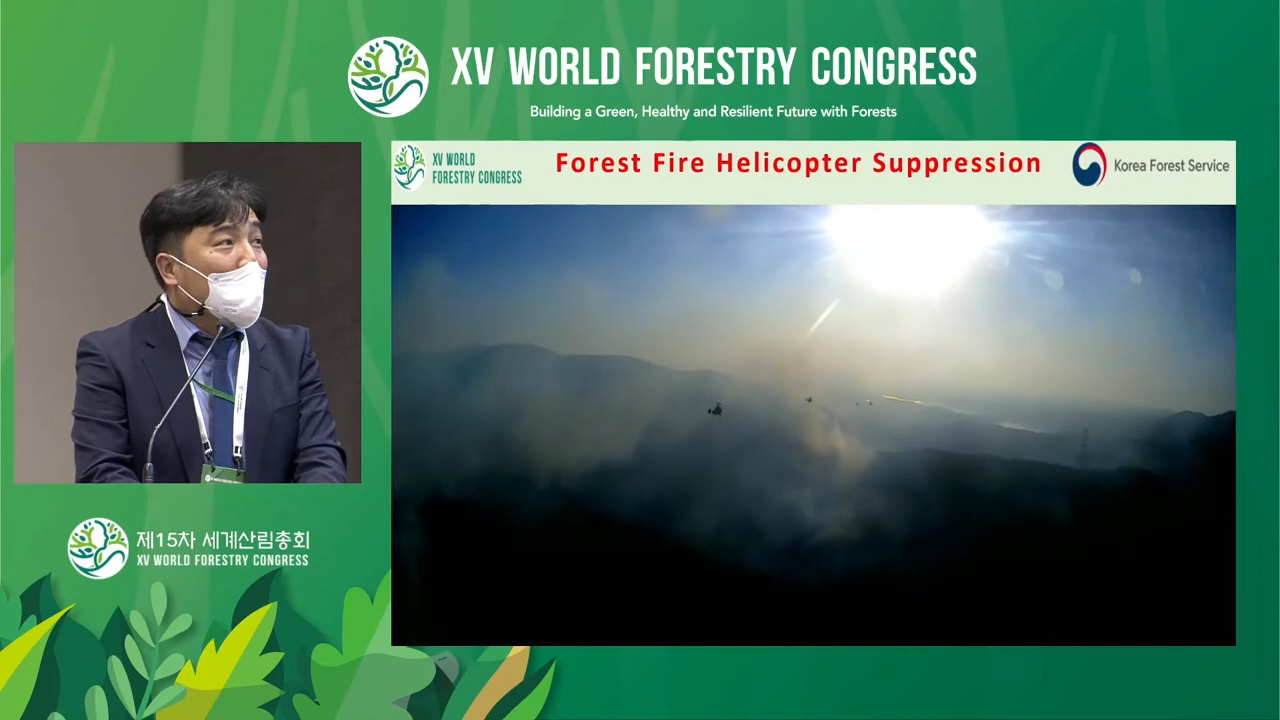 XV WORLD FORESTRY CONGRESS
Building a Green, Healthy and Resilient Future with Forests
XV WORLD
FORESTRY CONGRESS
Forest Fire Helicopter Suppression
Korea Forest Service
제15차 세계산림총회
XV WORLD FORESTRY CONGRESS